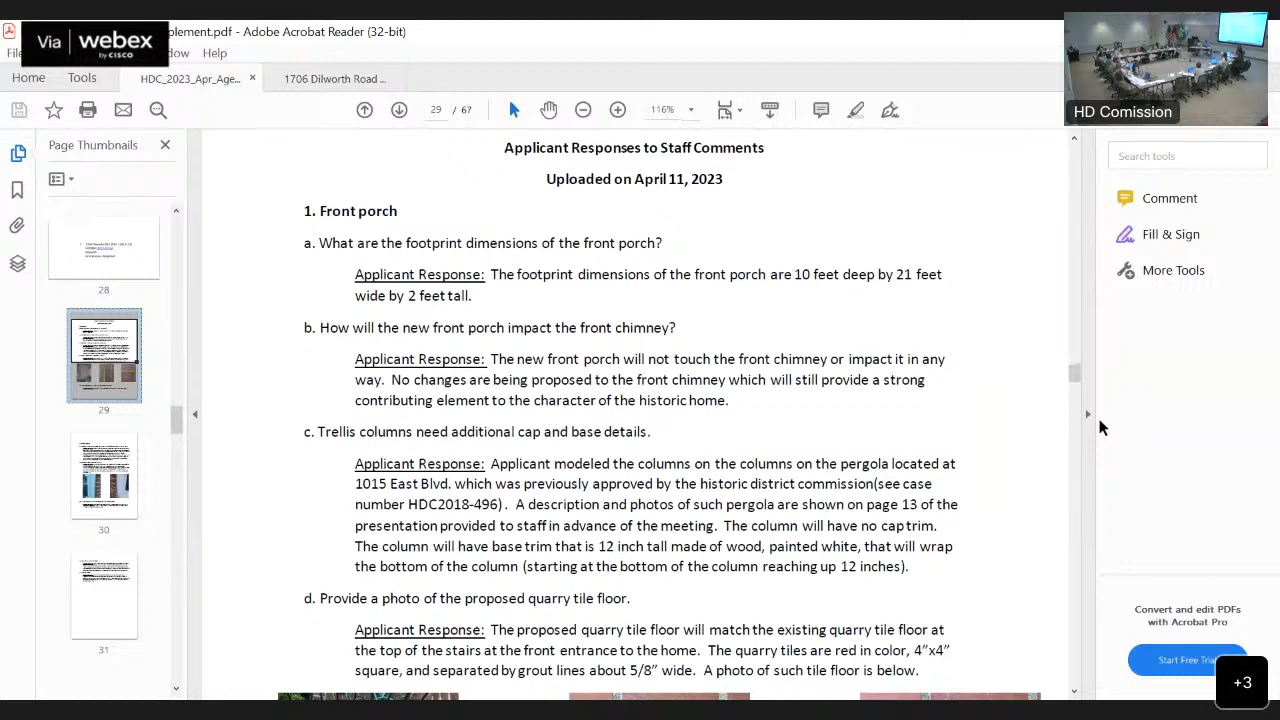 Via webex
by CISCO
plement.pdf - Adobe Acrobat Reader (32-bit)
dow Help
Home Tools HDC_2023_Apr_Age... × 1706 Dilworth Road ...
29 / 67 116%
HD Comission
Page Thumbnails
28
29
30
31
Applicant Responses to Staff Comments
Uploaded on April 11, 2023
1. Front porch
a. What are the footprint dimensions of the front porch?
Applicant Response: The footprint dimensions of the front porch are 10 feet deep by 21 feet
wide by 2 feet tall.
b. How will the new front porch impact the front chimney?
Applicant Response: The new front porch will not touch the front chimney or impact it in any
way. No changes are being proposed to the front chimney which will still provide a strong
contributing element to the character of the historic home.
c. Trellis columns need additional cap and base details.
Applicant Response: Applicant modeled the columns on the columns on the pergola located at
1015 East Blvd. which was previously approved by the historic district commission(see case
number HDC2018-496). A description and photos of such pergola are shown on page 13 of the
presentation provided to staff in advance of the meeting. The column will have no cap trim.
The column will have base trim that is 12 inch tall made of wood, painted white, that will wrap
the bottom of the column (starting at the bottom of the column reaching up 12 inches).
d. Provide a photo of the proposed quarry tile floor.
Applicant Response: The proposed quarry tile floor will match the existing quarry tile floor at
the top of the stairs at the front entrance to the home. The quarry tiles are red in color, 4”x4”
square, and separated by grout lines about 5/8” wide. A photo of such tile floor is below.
Search tools
Comment
Fill & Sign
More Tools
Convert and edit PDFs
with Acrobat Pro
Start Free Trial
+3